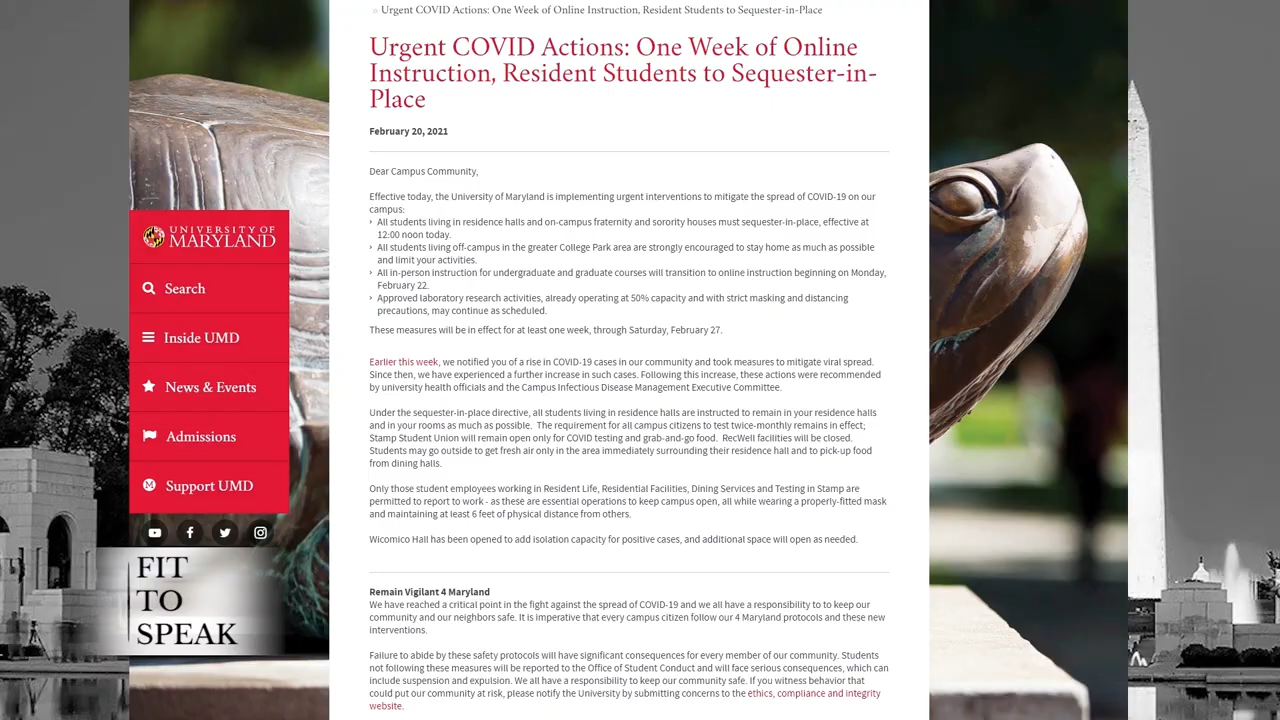 » Urgent COVID Actions: One Week of Online Instruction, Resident Students to Sequester-in-Place
Urgent COVID Actions: One Week of Online
Instruction, Resident Students to Sequester-in-
Place
February 20, 2021
Dear Campus Community,
Effective today, the University of Maryland is implementing urgent interventions to mitigate the spread of COVID-19 on our
campus:
› All students living in residence halls and on-campus fraternity and sorority houses must sequester-in-place, effective at
12:00 noon today.
› All students living off-campus in the greater College Park area are strongly encouraged to stay home as much as possible
and limit your activities.
› All in-person instruction for undergraduate and graduate courses will transition to online instruction beginning on Monday,
February 22.
› Approved laboratory research activities, already operating at 50% capacity and with strict masking and distancing
precautions, may continue as scheduled.
These measures will be in effect for at least one week, through Saturday, February 27.
Earlier this week, we notified you of a rise in COVID-19 cases in our community and took measures to mitigate viral spread.
Since then, we have experienced a further increase in such cases. Following this increase, these actions were recommended
by university health officials and the Campus Infectious Disease Management Executive Committee.
Under the sequester-in-place directive, all students living in residence halls are instructed to remain in your residence halls
and in your rooms as much as possible. The requirement for all campus citizens to test twice-monthly remains in effect;
Stamp Student Union will remain open only for COVID testing and grab-and-go food. RecWell facilities will be closed.
Students may go outside to get fresh air only in the area immediately surrounding their residence hall and to pick-up food
from dining halls.
Only those student employees working in Resident Life, Residential Facilities, Dining Services and Testing in Stamp are
permitted to report to work - as these are essential operations to keep campus open, all while wearing a properly-fitted mask
and maintaining at least 6 feet of physical distance from others.
Wicomico Hall has been opened to add isolation capacity for positive cases, and additional space will open as needed.
Remain Vigilant 4 Maryland
We have reached a critical point in the fight against the spread of COVID-19 and we all have a responsibility to to keep our
community and our neighbors safe. It is imperative that every campus citizen follow our 4 Maryland protocols and these new
interventions.
Failure to abide by these safety protocols will have significant consequences for every member of our community. Students
not following these measures will be reported to the Office of Student Conduct and will face serious consequences, which can
include suspension and expulsion. We all have a responsibility to keep our community safe. If you witness behavior that
could put our community at risk, please notify the University by submitting concerns to the ethics, compliance and integrity
website.
UNIVERSITY OF
MARYLAND
Search
Inside UMD
News & Events
Admissions
Support UMD
FIT
TO
SPEAK